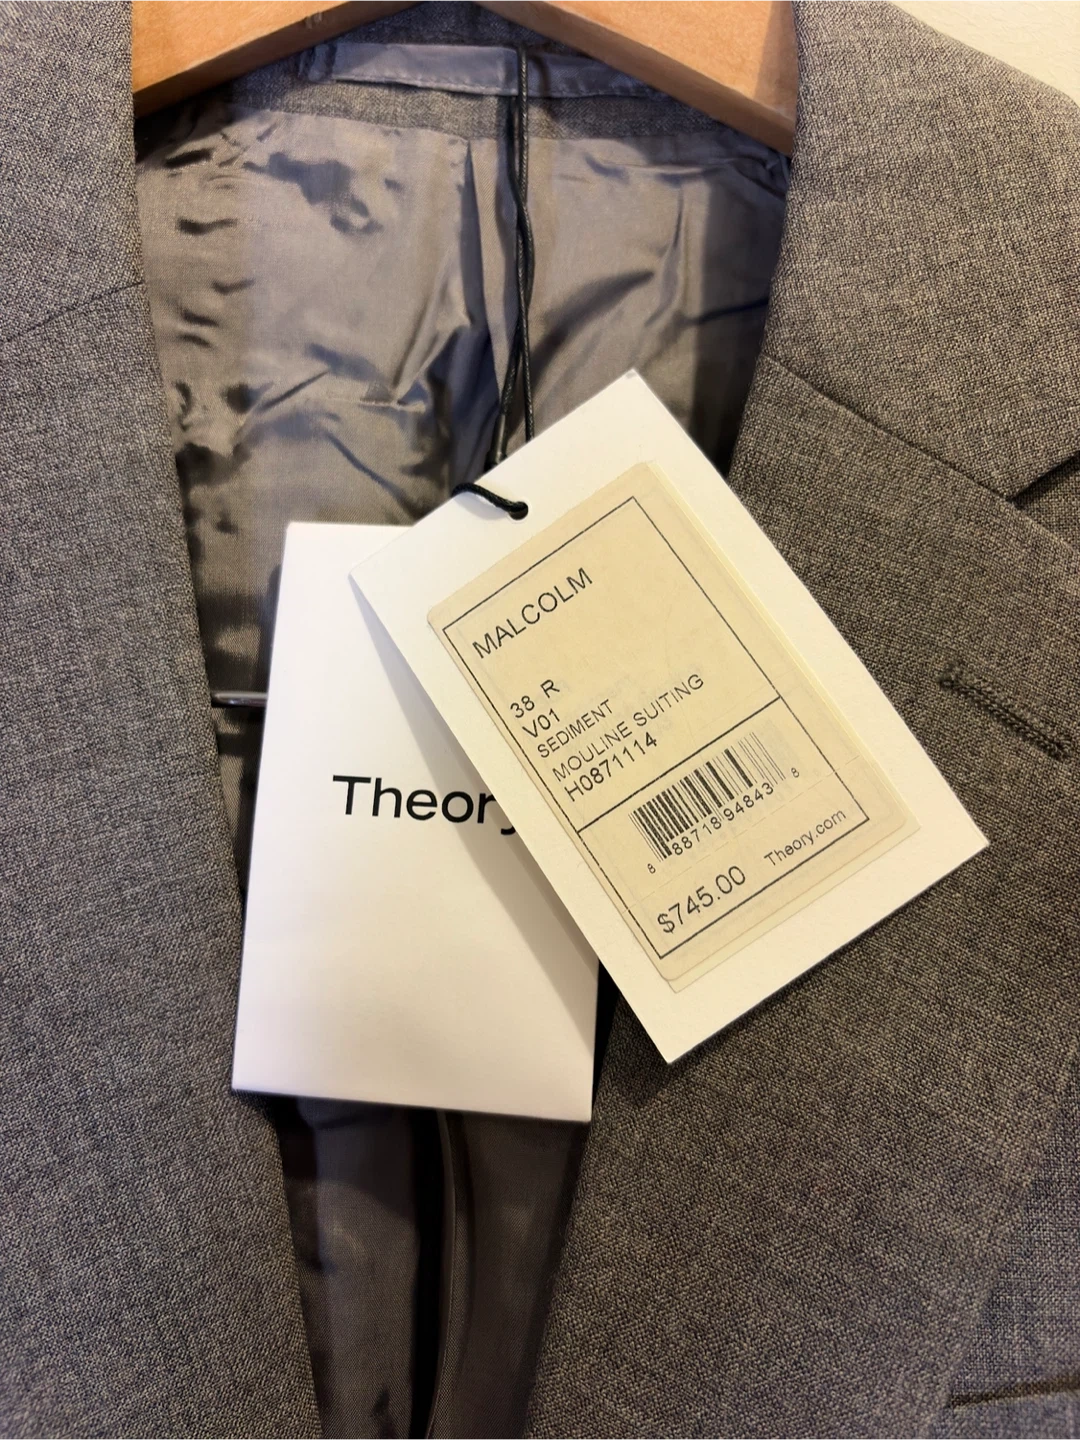 Theory
MALCOLM
38 R
V01
SEDIMENT
MOULINE SUITING
H0871114
8 88718 94843 8
$745.00 Theory.com